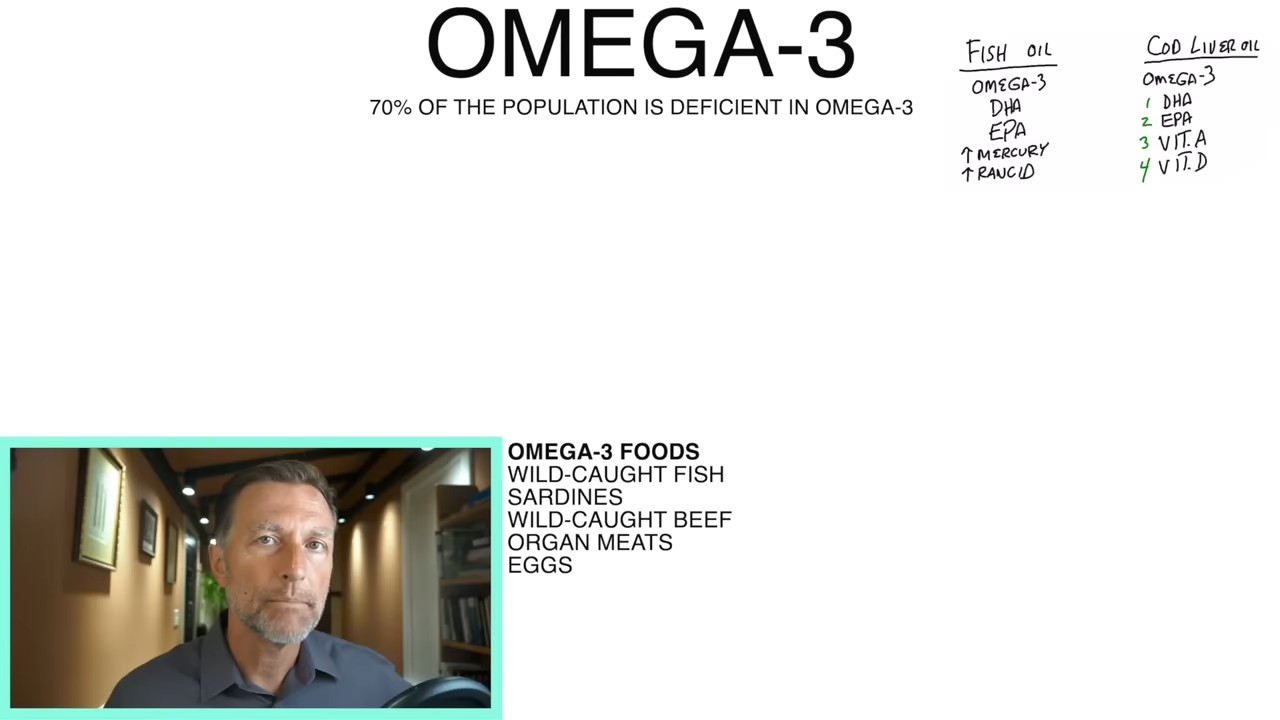 OMEGA-3
70% OF THE POPULATION IS DEFICIENT IN OMEGA-3
FISH OIL
OMEGA-3
DHA
EPA
↑ MERCURY
↑ RANCID
COD LIVER OIL
OMEGA-3
1 DHA
2 EPA
3 VIT. A
4 VIT. D
OMEGA-3 FOODS
WILD-CAUGHT FISH
SARDINES
WILD-CAUGHT BEEF
ORGAN MEATS
EGGS